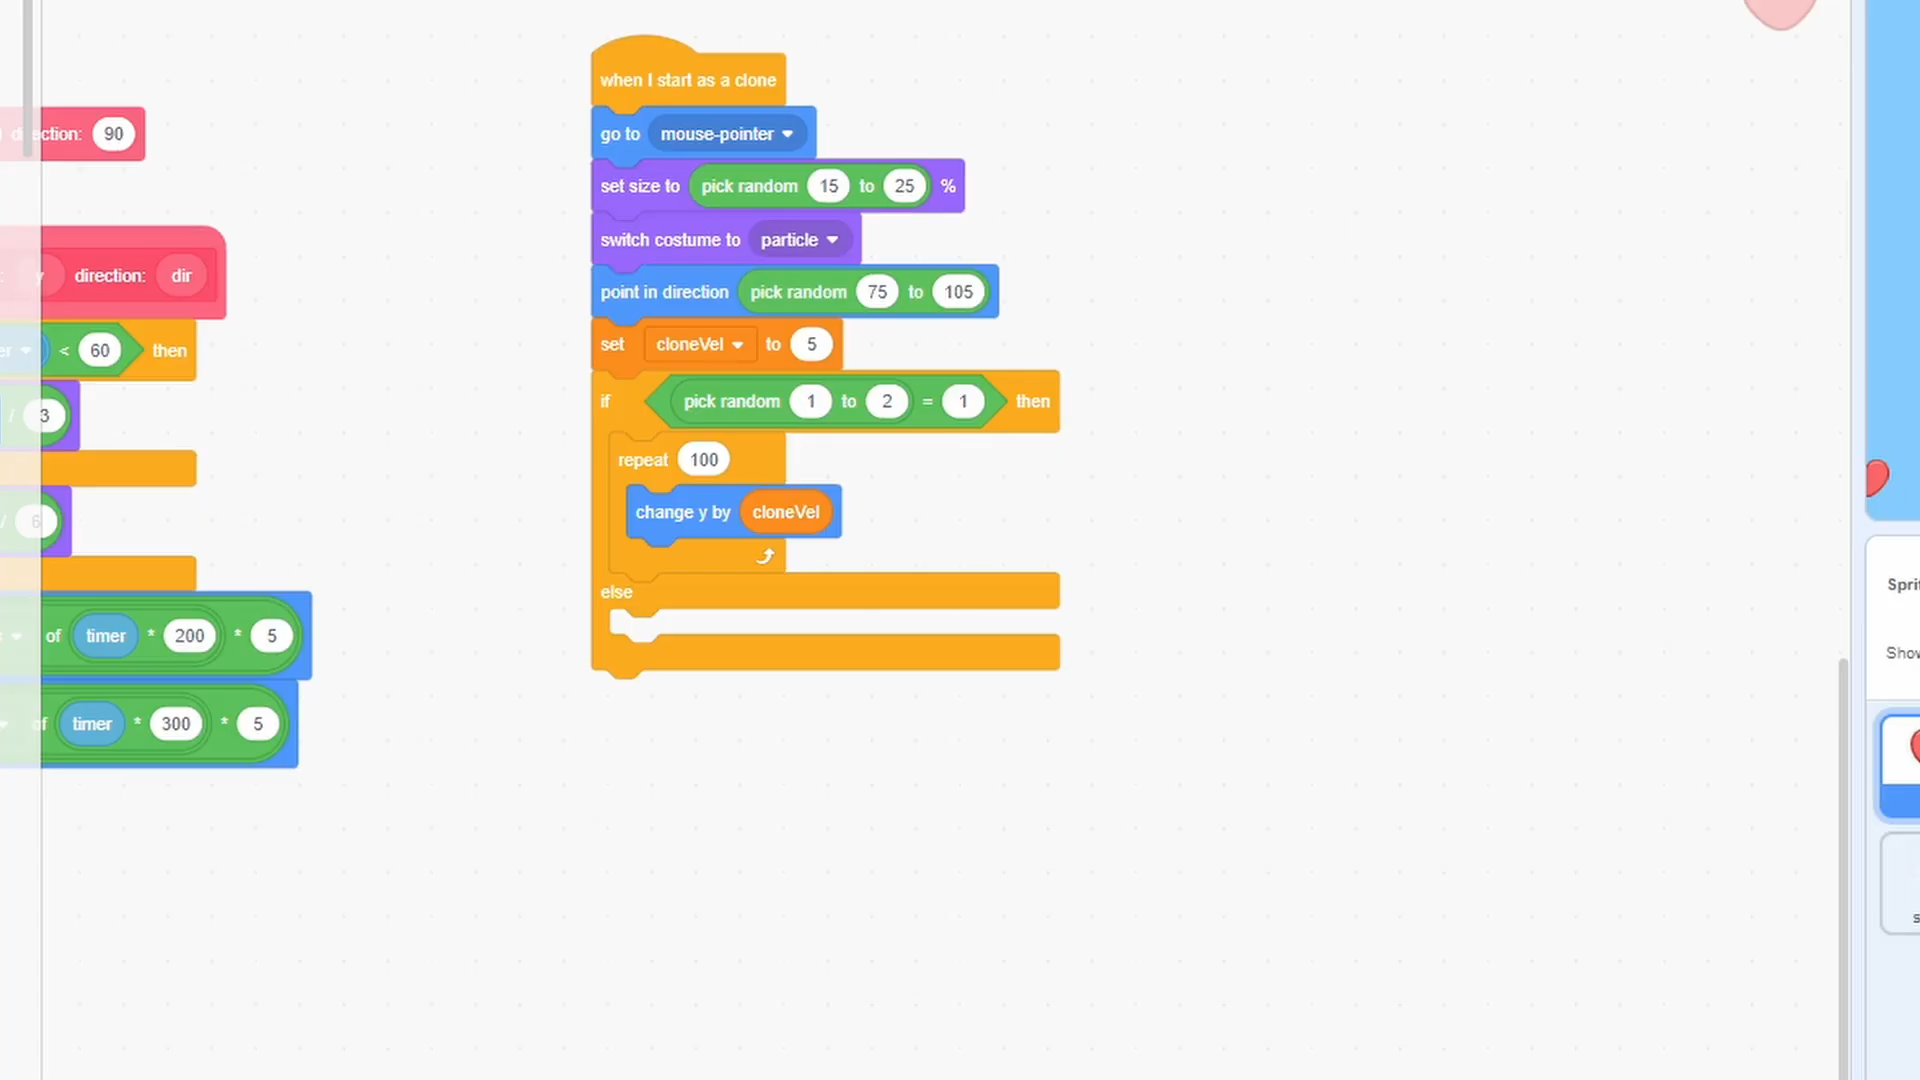 when I start as a clone
go to mouse-pointer
ection: 90
set size to pick random 15 to 25 %
switch costume to particle
y direction: dir
point in direction pick random 75 to 105
set cloneVel to 5
< 60 then
if pick random 1 to 2 = 1 then
/ 3
repeat 100
change y by cloneVel
/ 6
else
of timer * 200 * 5
of timer * 300 * 5
Sprit
Show